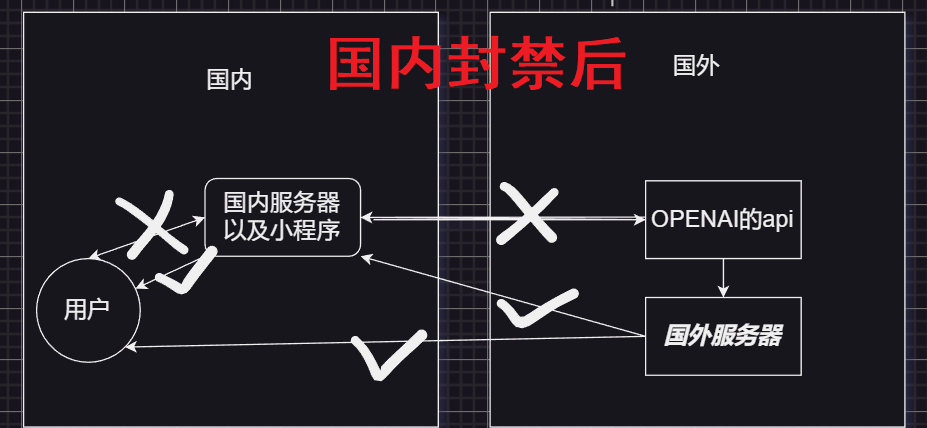 国内封禁后
国内
国外
国内服务器
以及小程序
OPENAI的api
用户
国外服务器